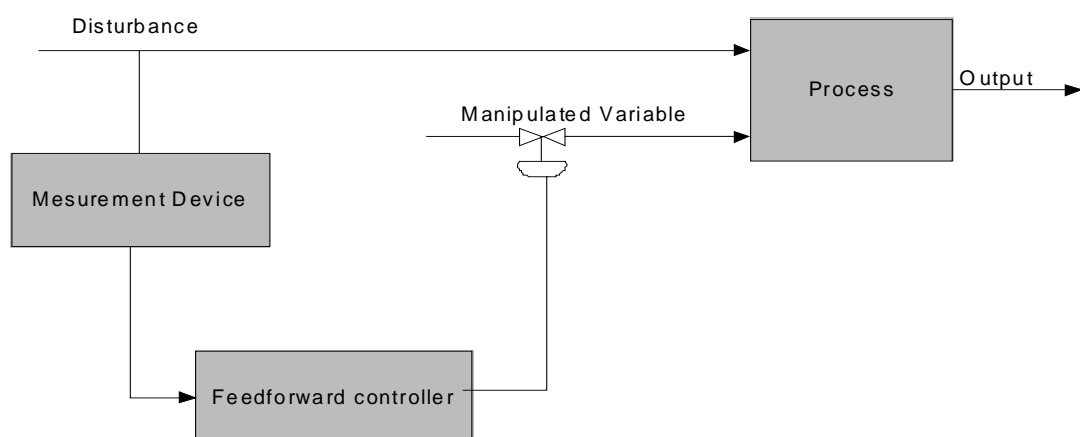 Disturbance
Process
Output
Manipulated Variable
Mesurement Device
Feedforward controller